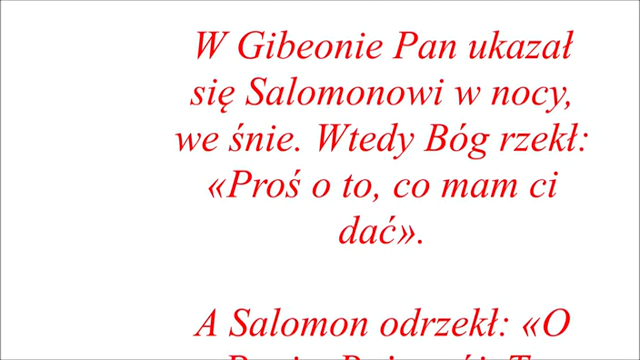 W Gibeonie Pan ukazał
się Salomonowi w nocy,
we śnie. Wtedy Bóg rzekł:
«Proś o to, co mam ci
dać».
A Salomon odrzekł: «O